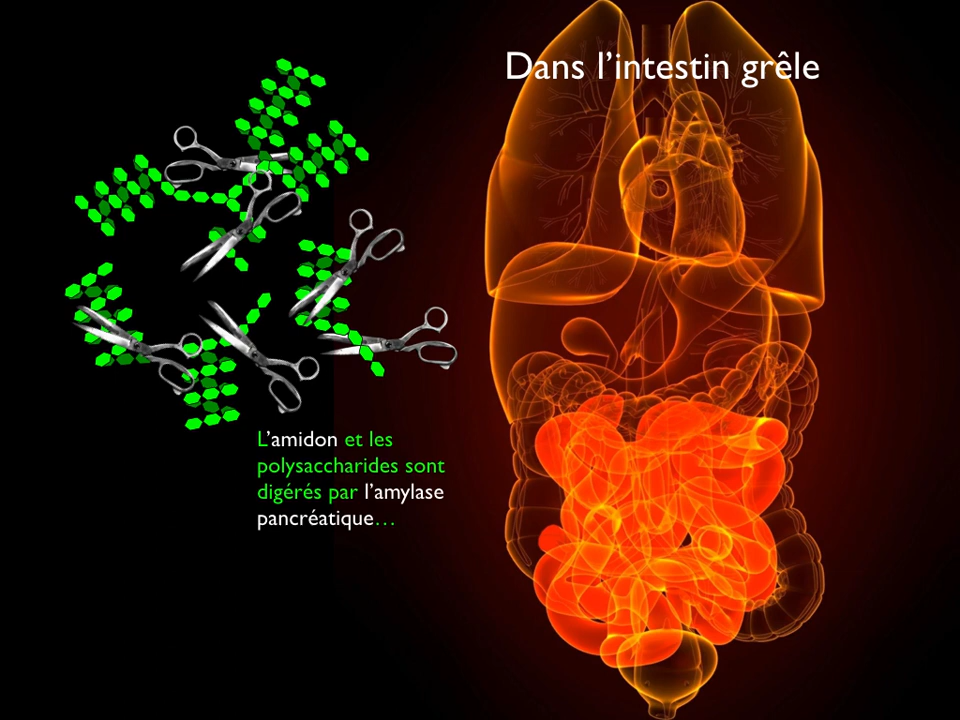 Dans l’intestin grêle
L’amidon et les
polysaccharides sont
digérés par l’amylase
pancréatique…